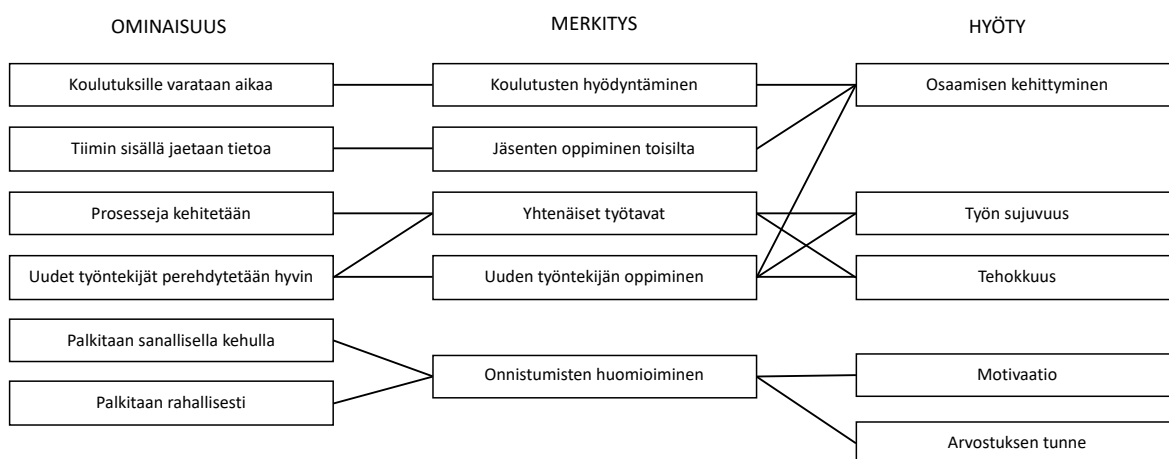 OMINAISUUS
MERKITYS
HYÖTY
Koulutuksille varataan aikaa
Koulutusten hyödyntäminen
Osaamisen kehittyminen
Tiimin sisällä jaetaan tietoa
Jäsenten oppiminen toisilta
Prosesseja kehitetään
Yhtenäiset työtavat
Työn sujuvuus
Uudet työntekijät perehdytetään hyvin
Uuden työntekijän oppiminen
Tehokkuus
Palkitaan sanallisella kehulla
Onnistumisten huomioiminen
Motivaatio
Palkitaan rahallisesti
Arvostuksen tunne